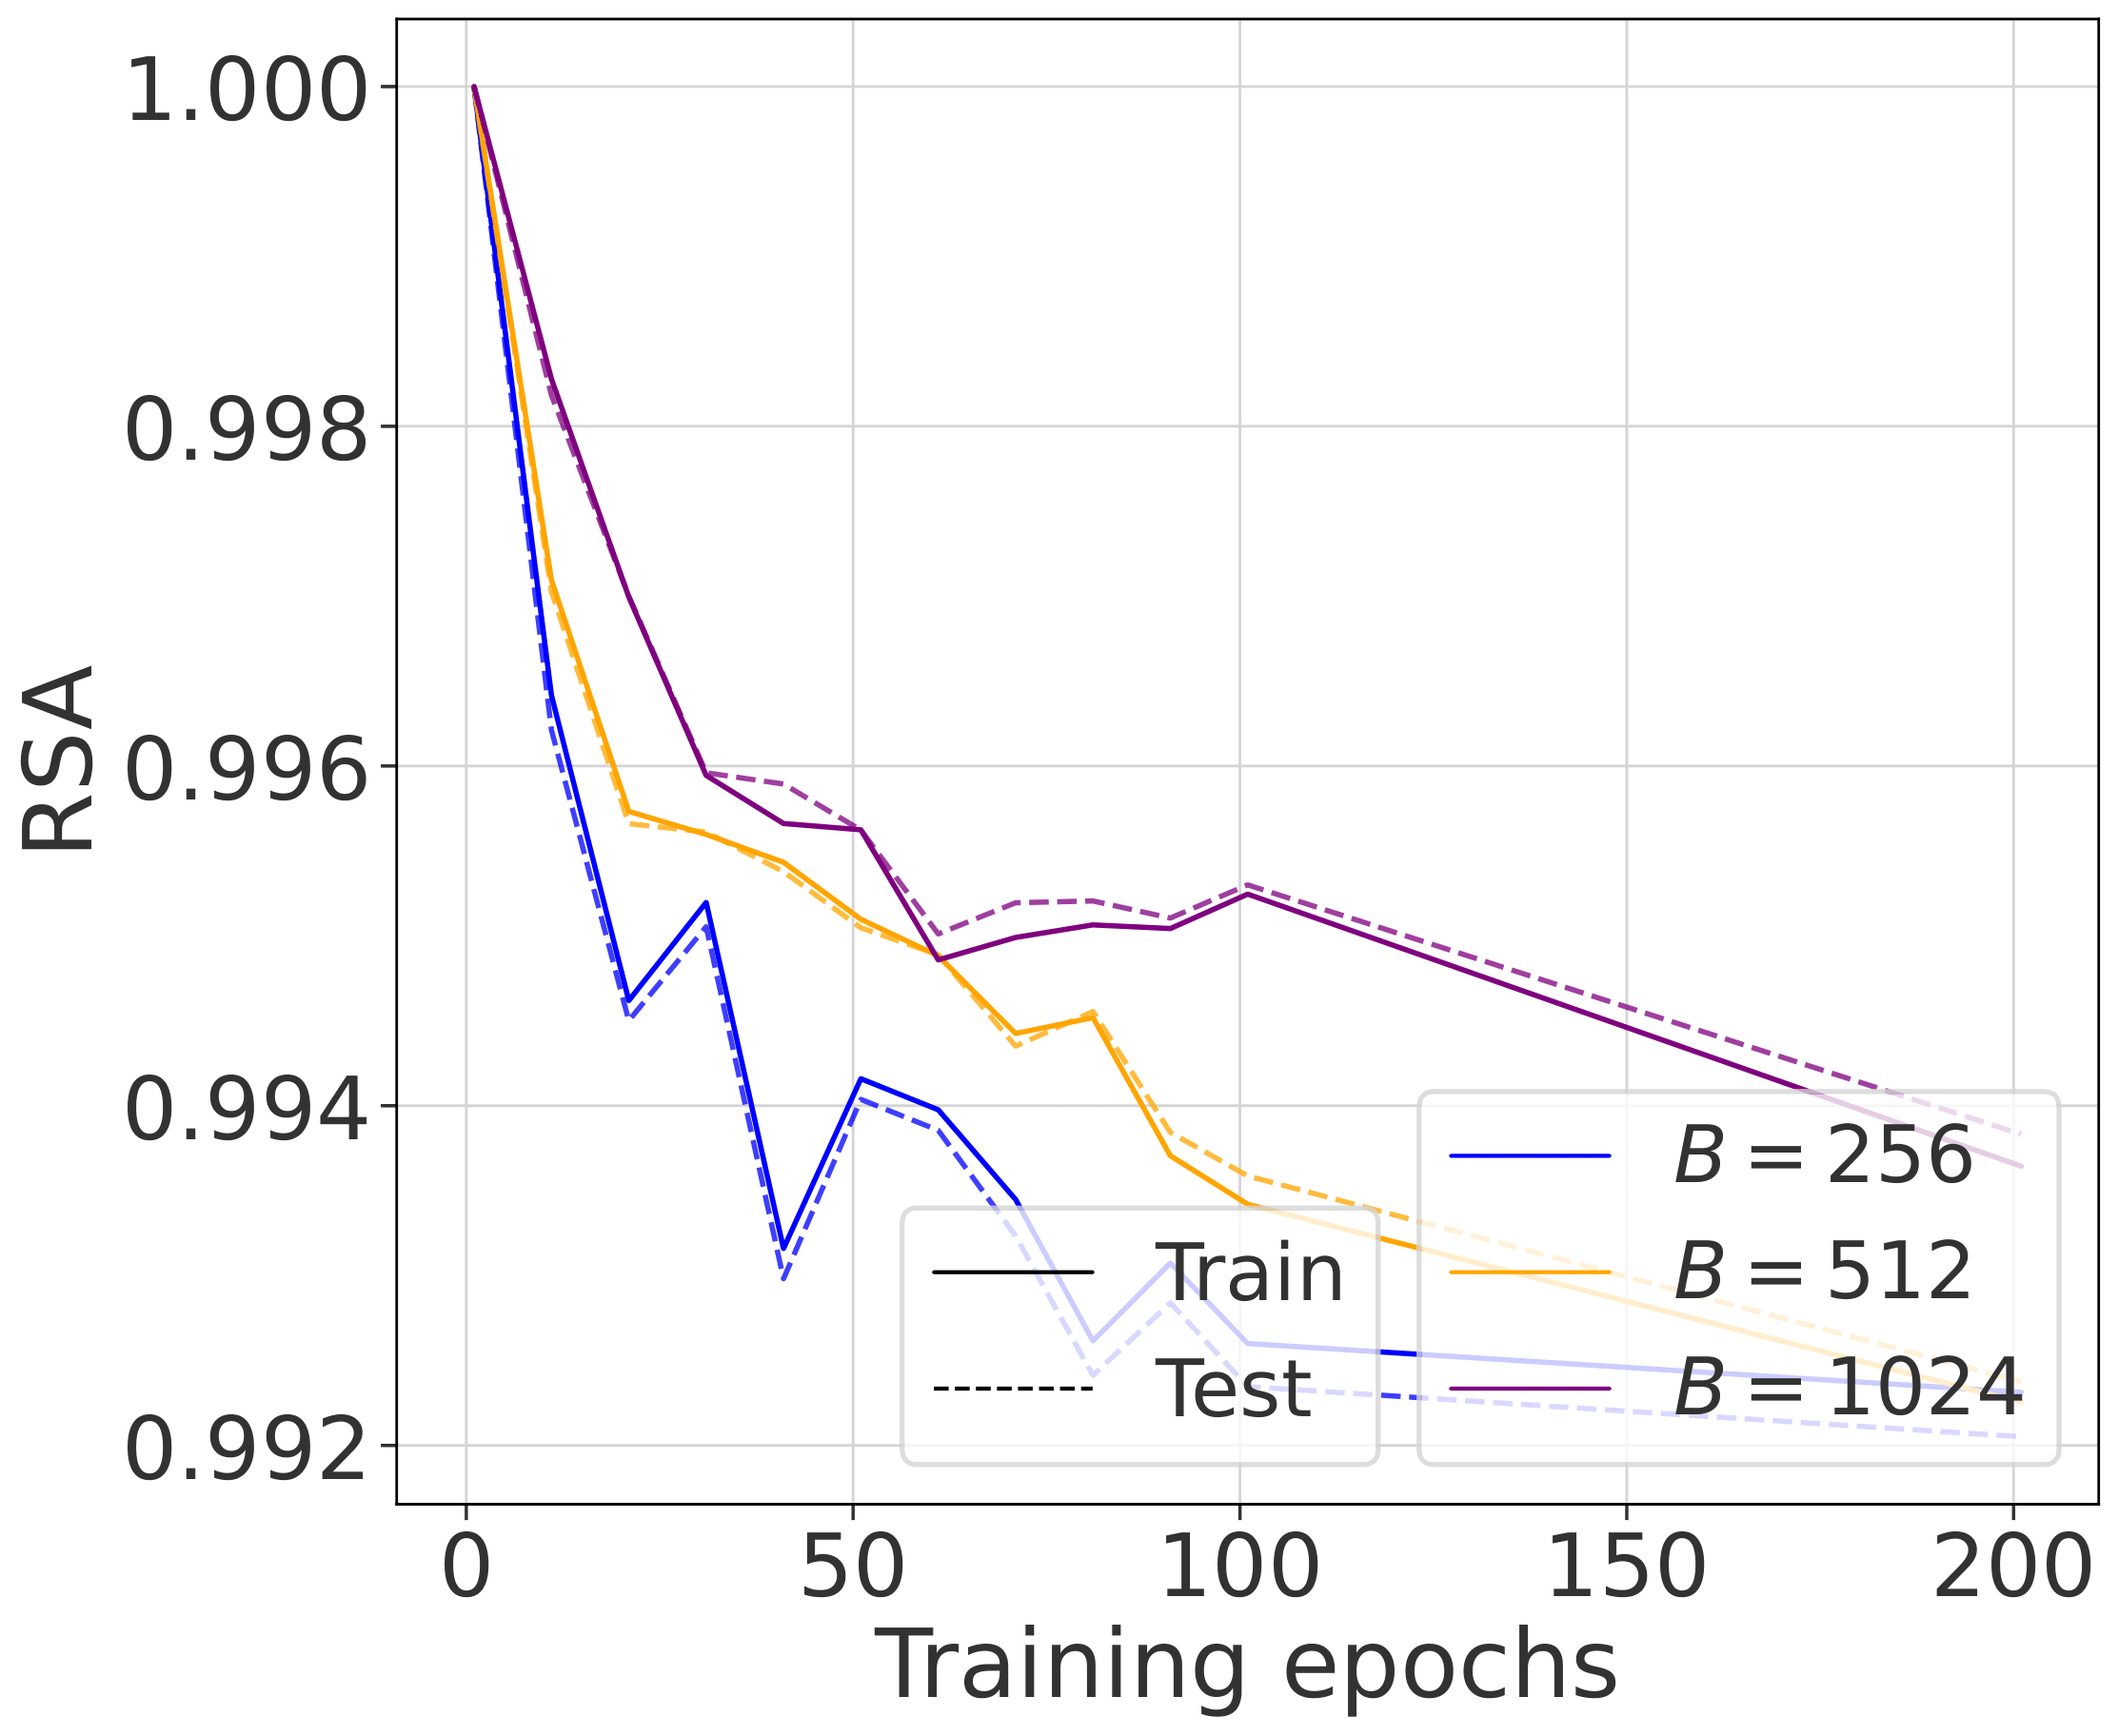 1.000
0.998
0.996
0.994
0.992
RSA
0 50 100 150 200
Training epochs
Train
Test
B = 256
B = 512
B = 1024